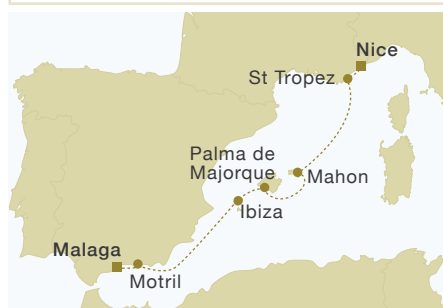 Nice
St Tropez
Palma de
Majorque
Mahon
Ibiza
Malaga
Motril